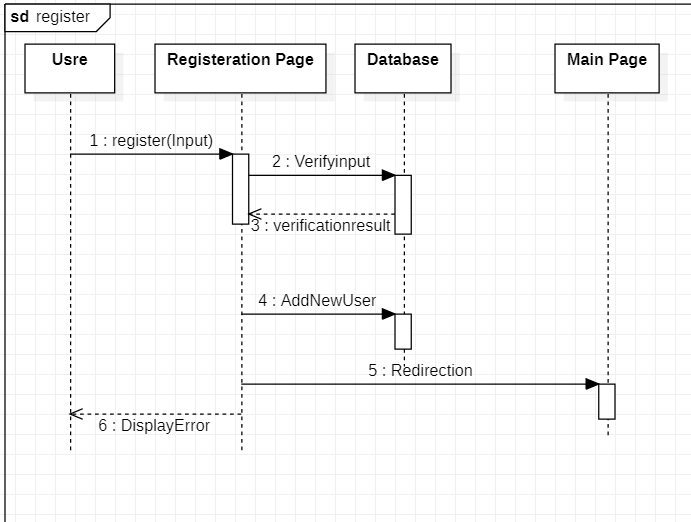 sd register
Usre
Registeration Page
Database
Main Page
1 : register(Input)
2 : Verifyinput
3 : verificationresult
4 : AddNewUser
5 : Redirection
6 : DisplayError